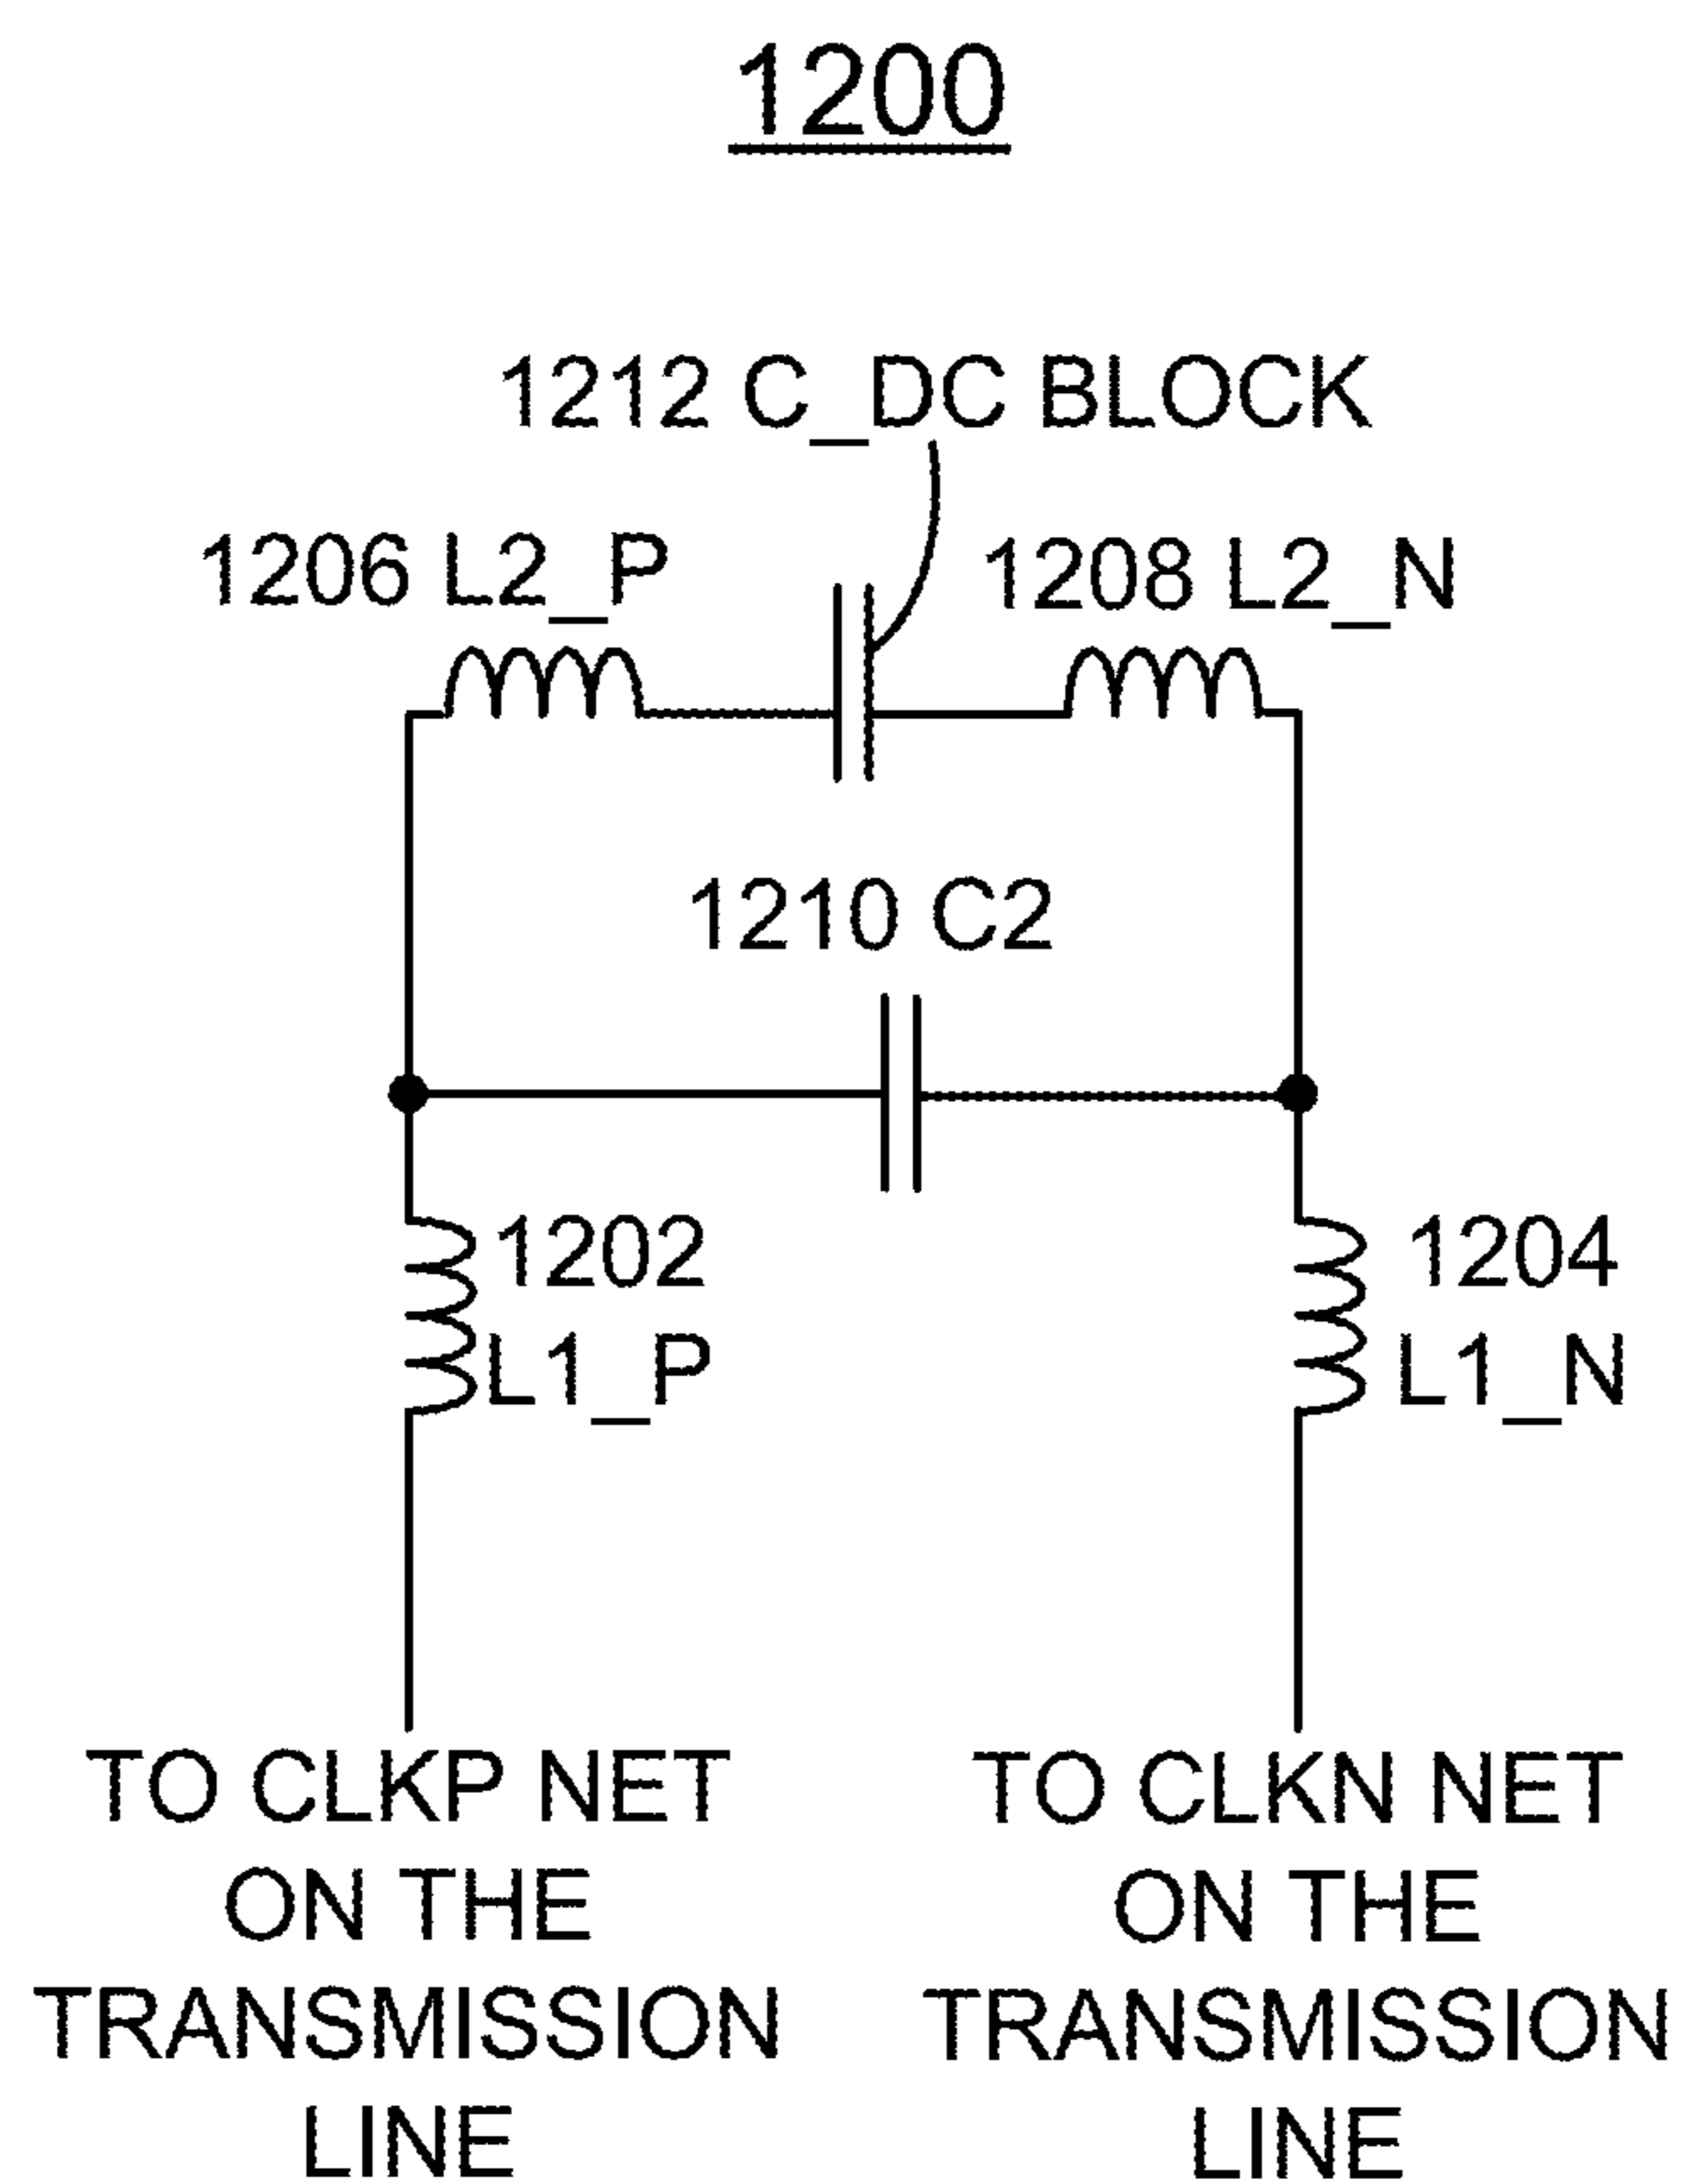 1200
1212 C_DC BLOCK
1206 L2_P
1208 L2_N
1210 C2
1202
L1_P
1204
L1_N
TO CLKP NET
ON THE
TRANSMISSION
LINE
TO CLKN NET
ON THE
TRANSMISSION
LINE